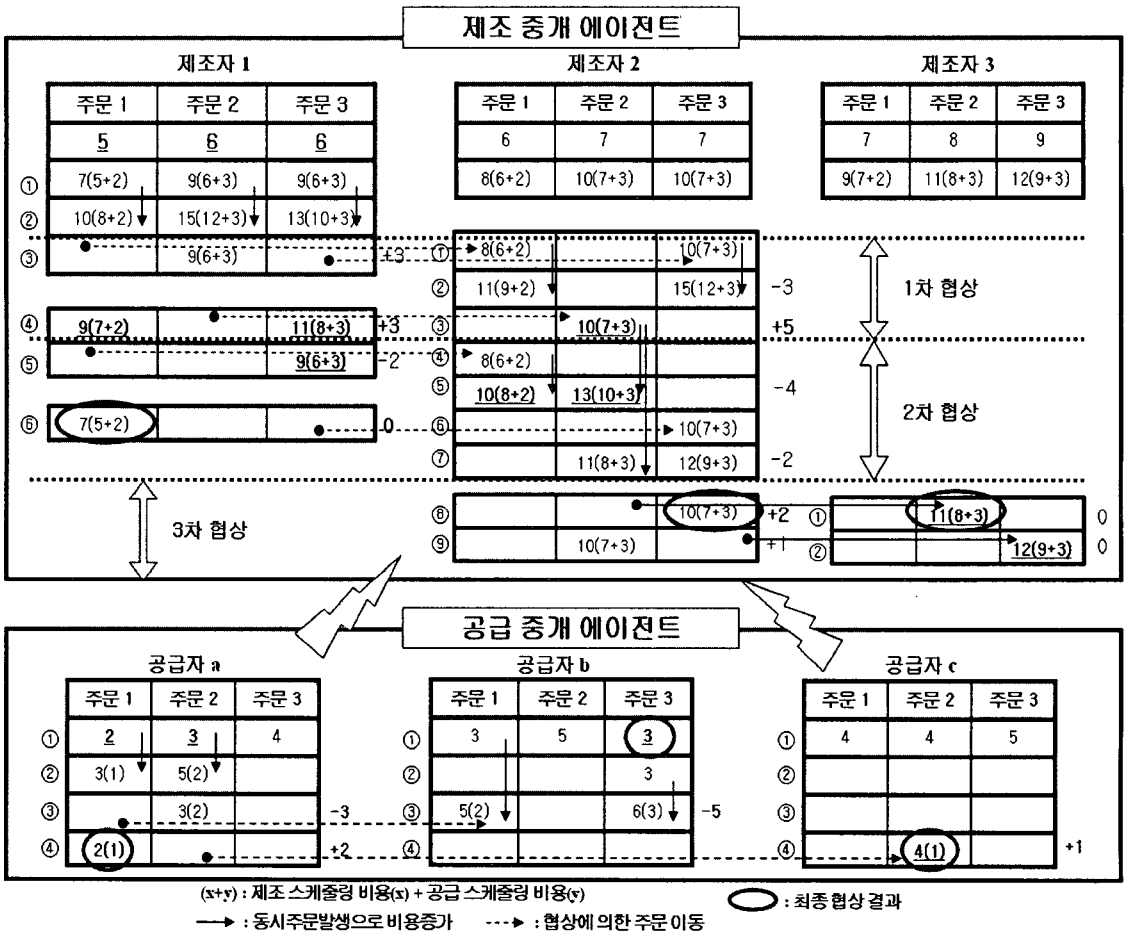 제조 중개 에이전트
제조자 1
주문 1 주문 2 주문 3
5 6 6
① 7(5+2) 9(6+3) 9(6+3)
② 10(8+2) 15(12+3) 13(10+3)
③ 9(6+3) +3
④ 9(7+2) 11(8+3) +3
⑤ 9(6+3) -2
⑥ 7(5+2) 0
제조자 2
주문 1 주문 2 주문 3
6 7 7
8(6+2) 10(7+3) 10(7+3)
① 8(6+2) 10(7+3)
② 11(9+2) 15(12+3) -3
③ 10(7+3) +5
④ 8(6+2)
⑤ 10(8+2) 13(10+3) -4
⑥ 10(7+3)
⑦ 11(8+3) 12(9+3) -2
⑧ 10(7+3) +2
⑨ 10(7+3) +1
제조자 3
주문 1 주문 2 주문 3
7 8 9
9(7+2) 11(8+3) 12(9+3)
① 11(8+3) 0
② 12(9+3) 0
1차 협상
2차 협상
3차 협상
공급 중개 에이전트
공급자 a
주문 1 주문 2 주문 3
① 2 3 4
② 3(1) 5(2)
③ 3(2) -3
④ 2(1) +2
공급자 b
주문 1 주문 2 주문 3
① 3 5 3
② 3
③ 5(2) 6(3) -5
④
공급자 c
주문 1 주문 2 주문 3
① 4 4 5
②
③
④ 4(1) +1
(x+y) : 제조 스케줄링 비용(x) + 공급 스케줄링 비용(y)
: 최종 협상 결과
: 동시주문발생으로 비용증가 : 협상에 의한 주문 이동